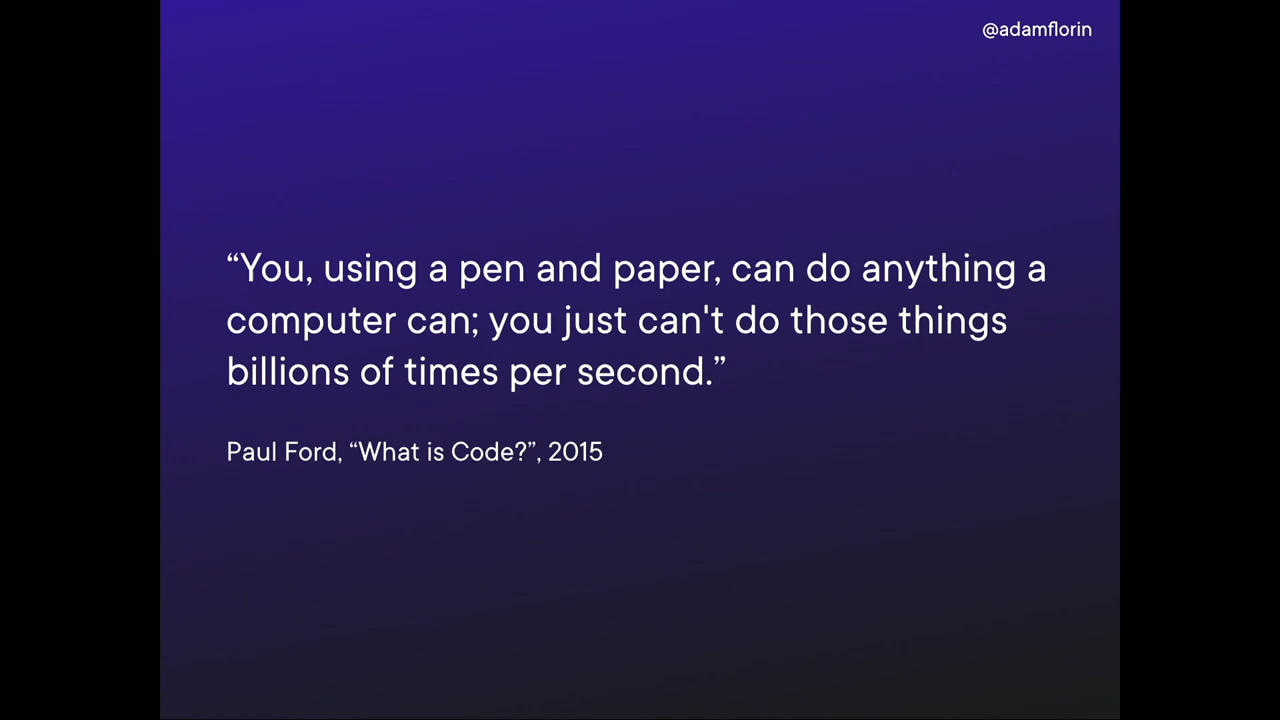 @adamflorin
“You, using a pen and paper, can do anything a
computer can; you just can't do those things
billions of times per second.”
Paul Ford, “What is Code?”, 2015